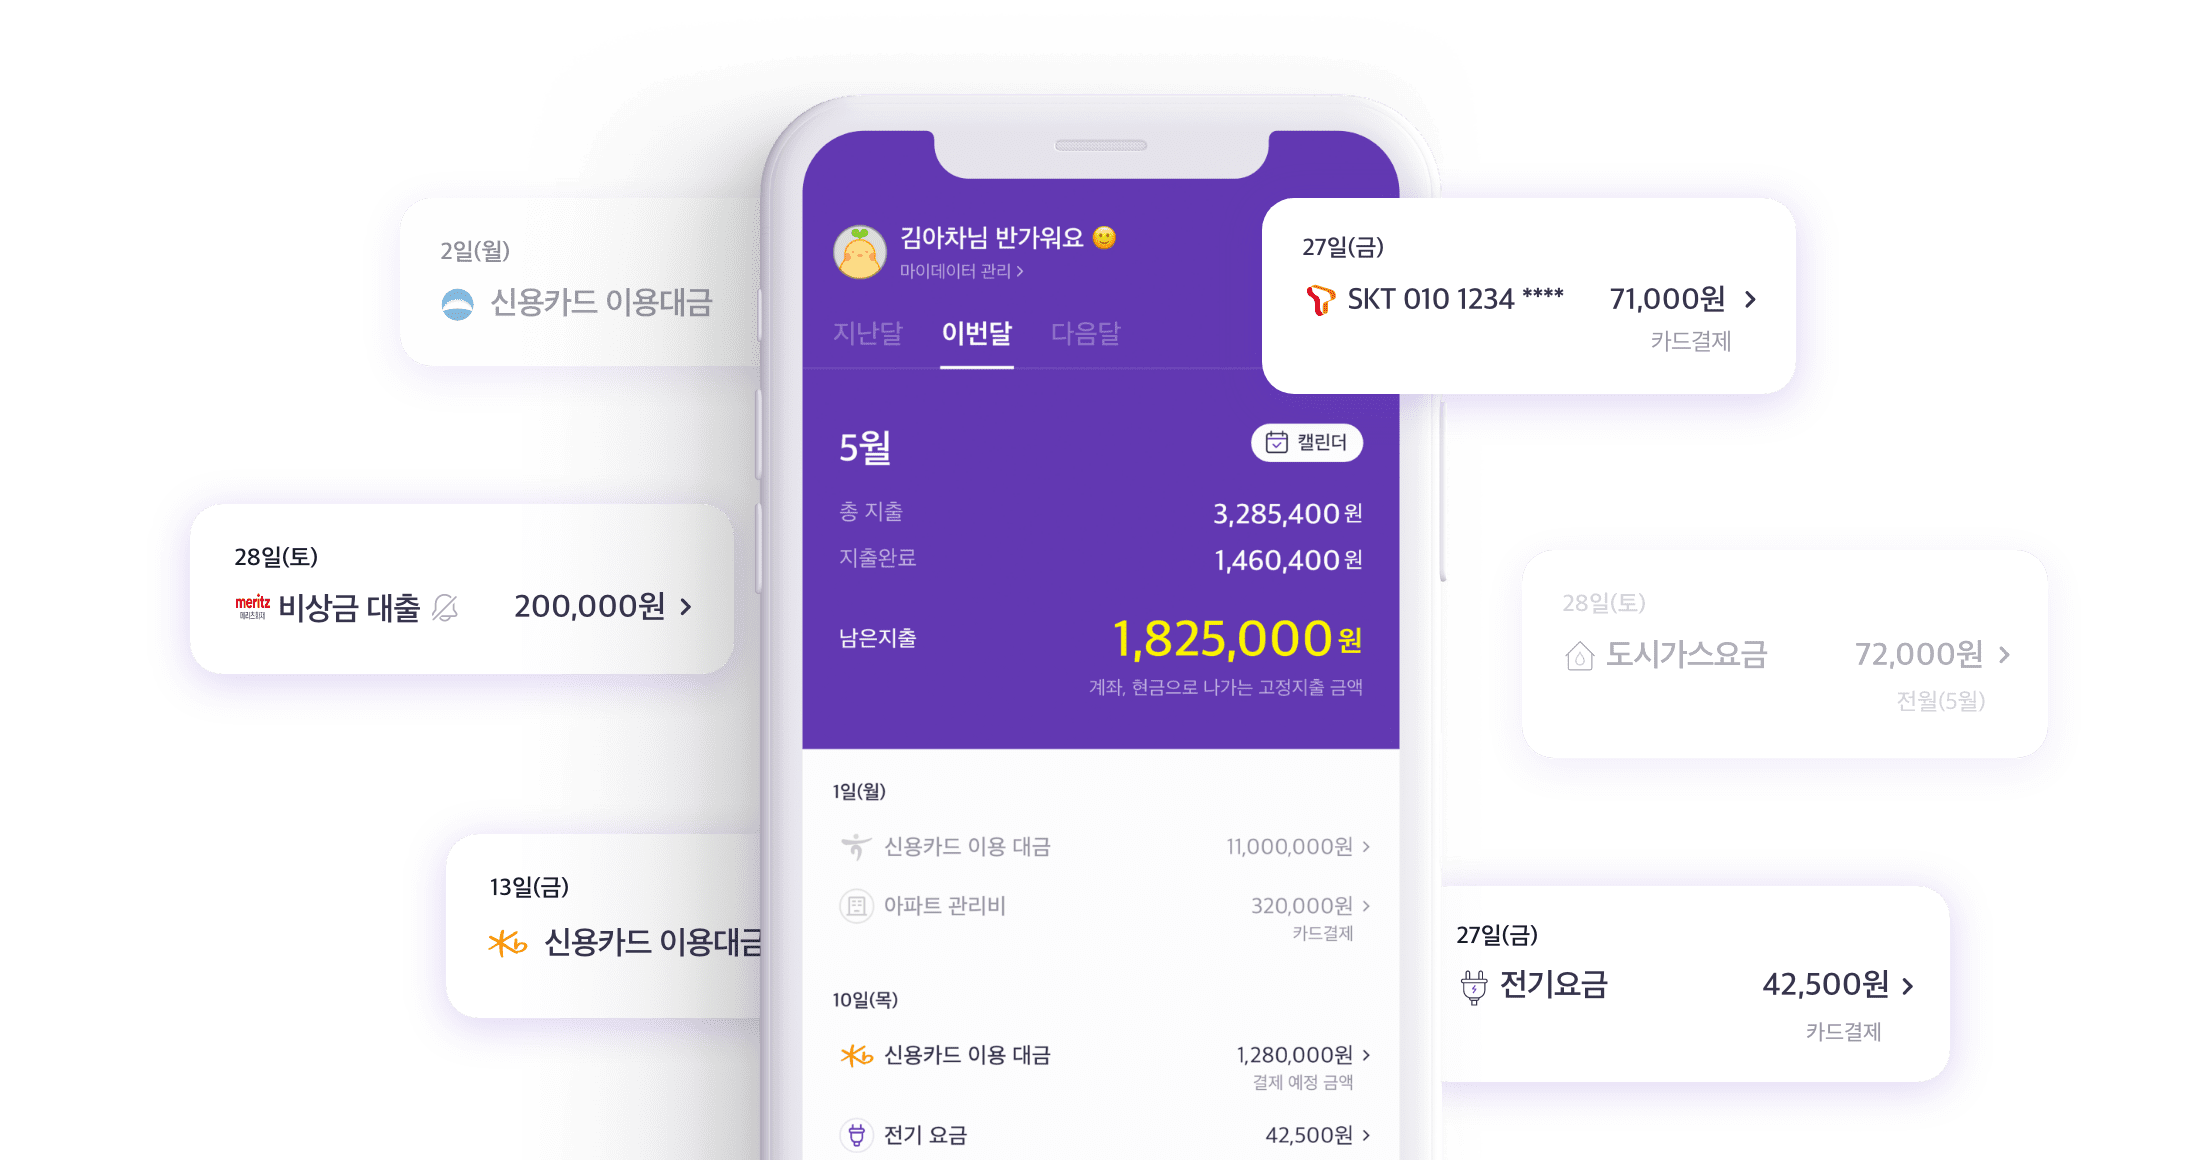 2일(월)
신용카드 이용대금
28일(토)
meritz
메리츠화재
비상금 대출 200,000원
13일(금)
신용카드 이용대금
김아차님 반가워요
마이데이터 관리
지난달 이번달 다음달
5월 캘린더
총 지출 3,285,400원
지출완료 1,460,400원
남은지출 1,825,000원
계좌, 현금으로 나가는 고정지출 금액
1일(월)
신용카드 이용 대금 11,000,000원
아파트 관리비 320,000원
카드결제
10일(목)
신용카드 이용 대금 1,280,000원
결제 예정 금액
전기 요금 42,500원
27일(금)
SKT 010 1234 **** 71,000원
카드결제
28일(토)
도시가스요금 72,000원
전월(5월)
27일(금)
전기요금 42,500원
카드결제